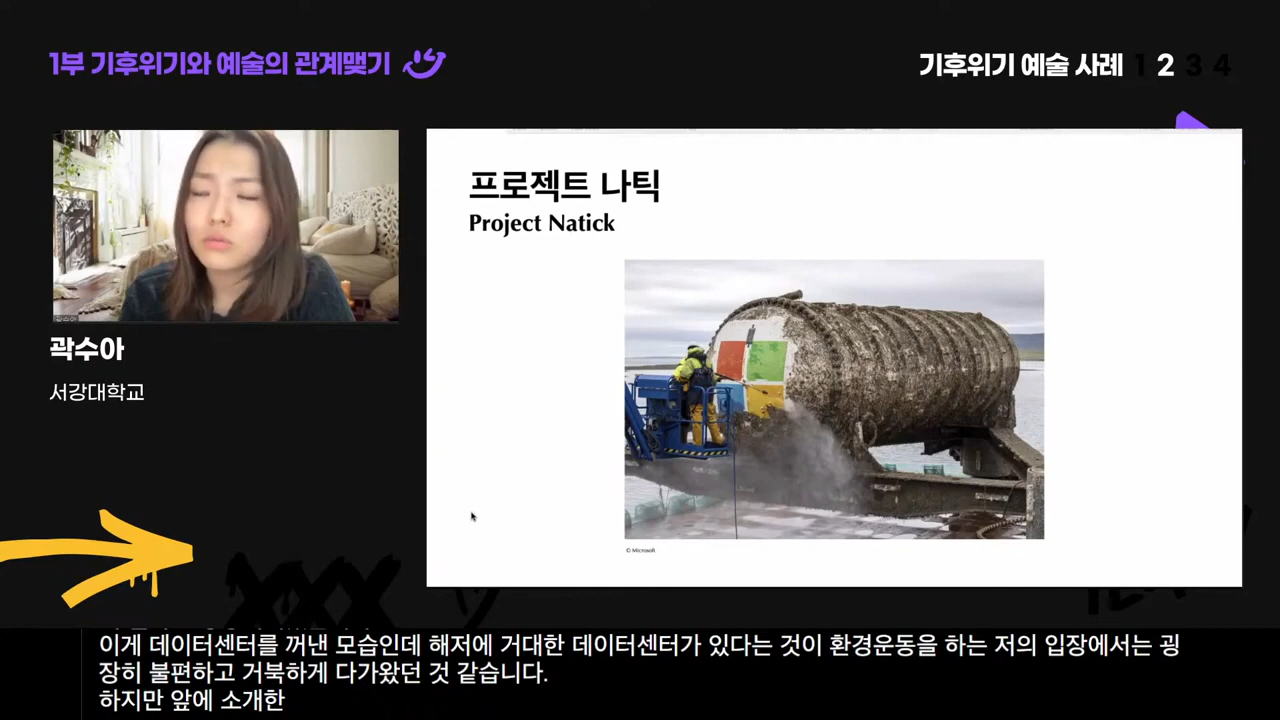 1부 기후위기와 예술의 관계맺기
기후위기 예술 사례 1 2 3 4
프로젝트 나틱
Project Natick
© Microsoft
곽수아
서강대학교
이게 데이터센터를 꺼낸 모습인데 해저에 거대한 데이터센터가 있다는 것이 환경운동을 하는 저의 입장에서는 굉
장히 불편하고 거북하게 다가왔던 것 같습니다.
하지만 앞에 소개한